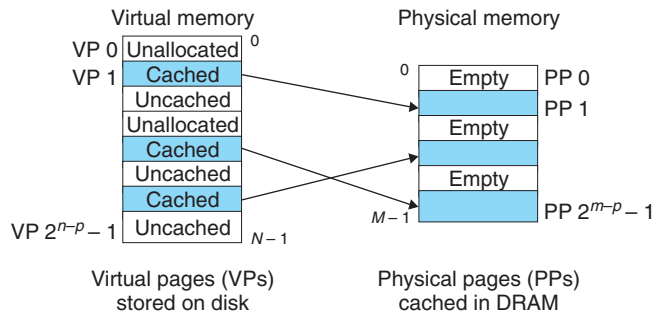 Virtual memory
Physical memory
VP 0 Unallocated 0
VP 1 Cached
Uncached
Unallocated
Cached
Uncached
Cached
VP 2^{n–p} – 1 Uncached
N – 1
0 Empty PP 0
PP 1
Empty
Empty
M – 1 PP 2^{m–p} – 1
Virtual pages (VPs)
stored on disk
Physical pages (PPs)
cached in DRAM